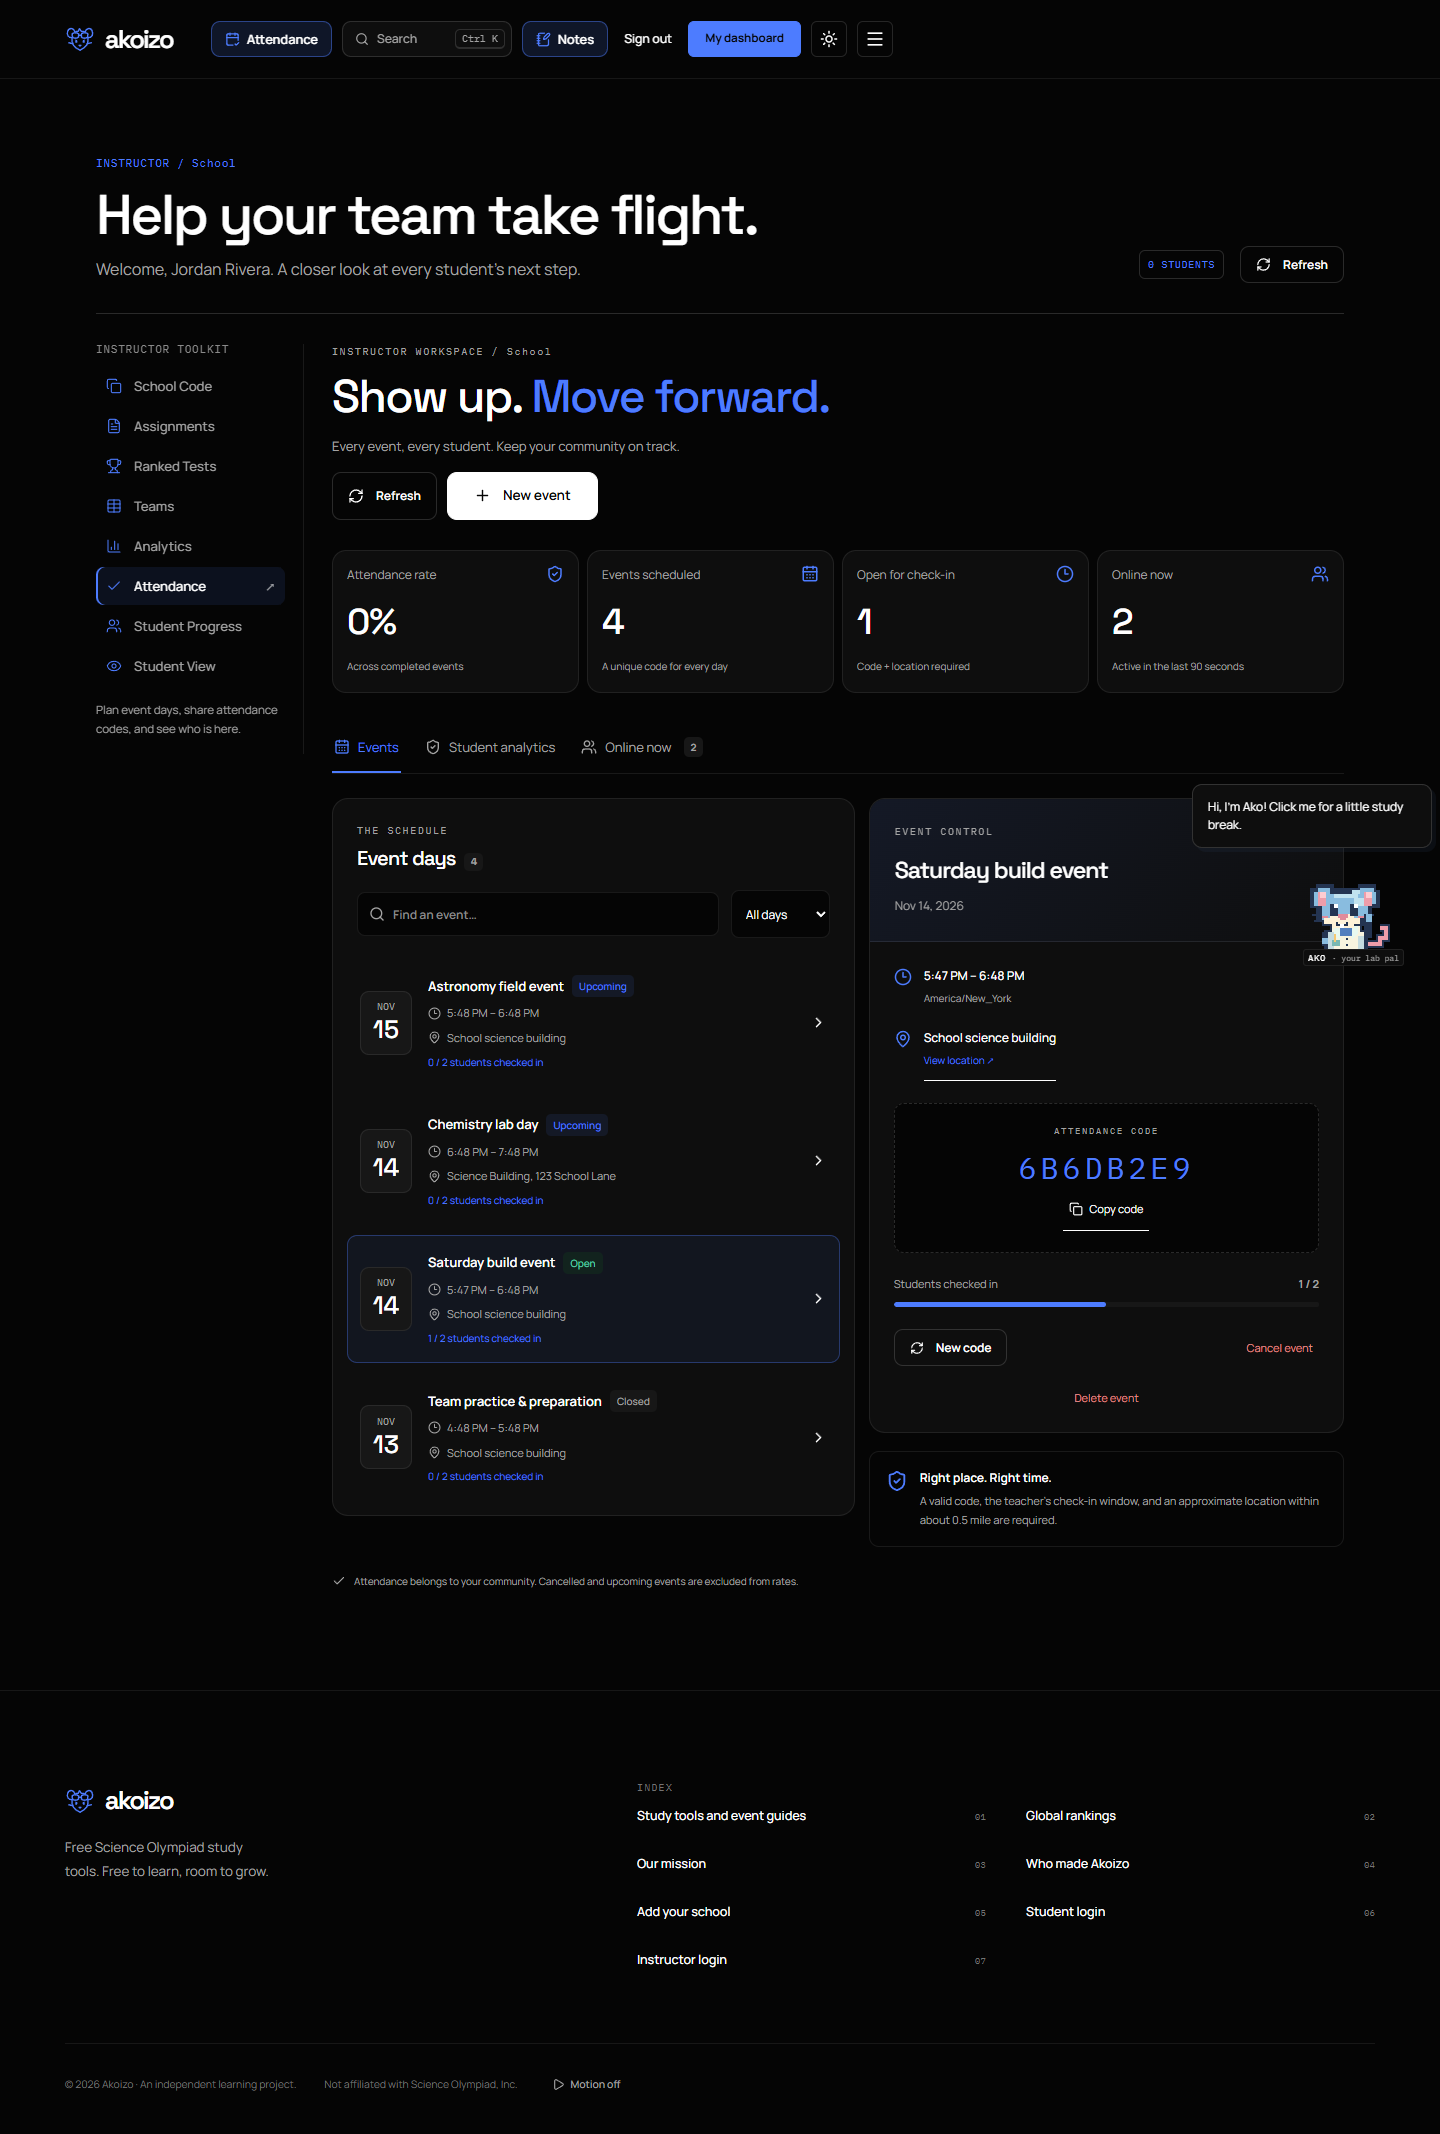 akoizo
Attendance
Search
Ctrl K
Notes
Sign out
My dashboard
INSTRUCTOR / School
Help your team take flight.
Welcome, Jordan Rivera. A closer look at every student's next step.
0 STUDENTS
Refresh
INSTRUCTOR TOOLKIT
School Code
Assignments
Ranked Tests
Teams
Analytics
Attendance ↗
Student Progress
Student View
Plan event days, share attendance
codes, and see who is here.
INSTRUCTOR WORKSPACE / School
Show up. Move forward.
Every event, every student. Keep your community on track.
Refresh
New event
Attendance rate
0%
Across completed events
Events scheduled
4
A unique code for every day
Open for check-in
1
Code + location required
Online now
2
Active in the last 90 seconds
Events
Student analytics
Online now 2
THE SCHEDULE
Event days 4
Find an event...
All days
NOV
15
Astronomy field event Upcoming
5:48 PM – 6:48 PM
School science building
0 / 2 students checked in
NOV
14
Chemistry lab day Upcoming
6:48 PM – 7:48 PM
Science Building, 123 School Lane
0 / 2 students checked in
NOV
14
Saturday build event Open
5:47 PM – 6:48 PM
School science building
1 / 2 students checked in
NOV
13
Team practice & preparation Closed
4:48 PM – 5:48 PM
School science building
0 / 2 students checked in
EVENT CONTROL
Saturday build event
Nov 14, 2026
Hi, I'm Ako! Click me for a little study
break.
AKO · your lab pal
5:47 PM – 6:48 PM
America/New_York
School science building
View location ↗
ATTENDANCE CODE
6B6DB2E9
Copy code
Students checked in 1 / 2
New code
Cancel event
Delete event
Right place. Right time.
A valid code, the teacher's check-in window, and an approximate location within
about 0.5 mile are required.
Attendance belongs to your community. Cancelled and upcoming events are excluded from rates.
akoizo
Free Science Olympiad study
tools. Free to learn, room to grow.
INDEX
Study tools and event guides 01
Global rankings 02
Our mission 03
Who made Akoizo 04
Add your school 05
Student login 06
Instructor login 07
© 2026 Akoizo · An independent learning project.
Not affiliated with Science Olympiad, Inc.
Motion off